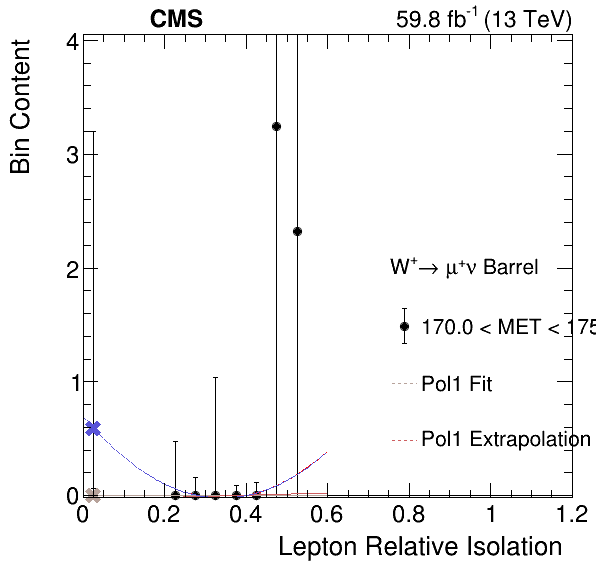 CMS 59.8 fb⁻¹ (13 TeV)
Bin Content
4
3
2
1
0
W⁺→ μ⁺ν Barrel
170.0 < MET < 175
Pol1 Fit
Pol1 Extrapolation
0 0.2 0.4 0.6 0.8 1 1.2
Lepton Relative Isolation